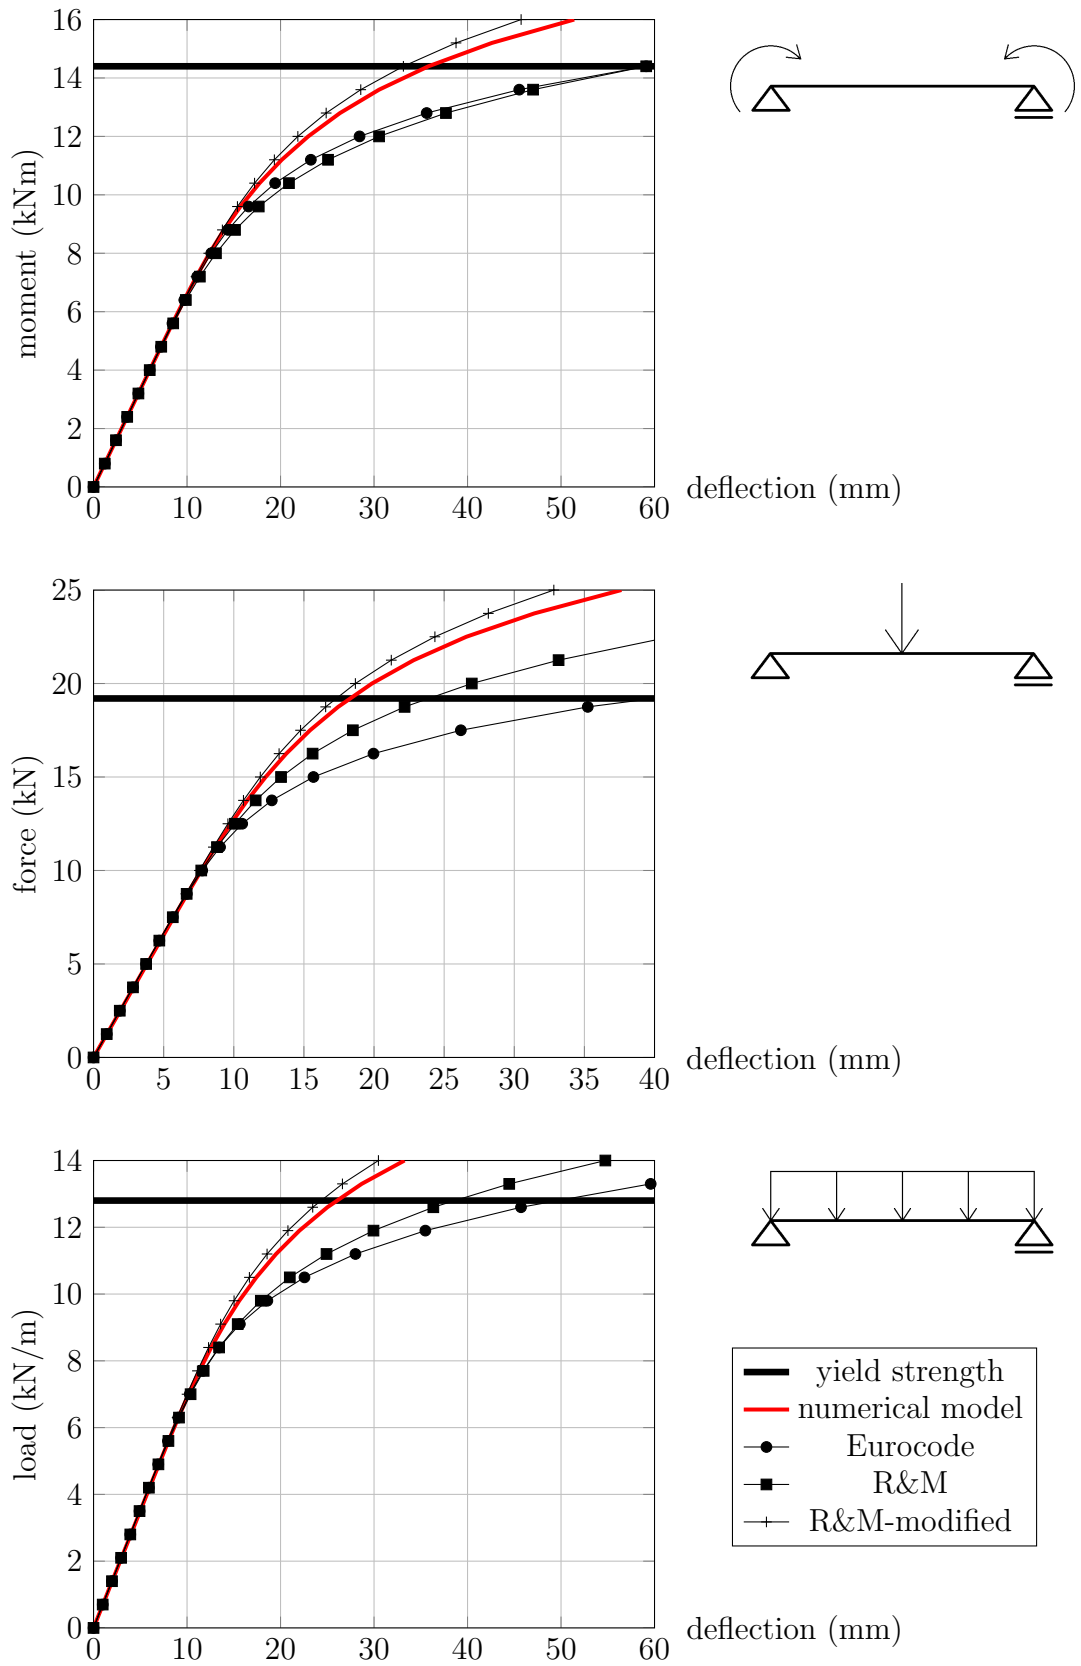 16
14
12
10
8
6
4
2
0
moment (kNm)
0 10 20 30 40 50 60
deflection (mm)
25
20
15
10
5
0
force (kN)
0 5 10 15 20 25 30 35 40
deflection (mm)
14
12
10
8
6
4
2
0
load (kN/m)
0 10 20 30 40 50 60
deflection (mm)
yield strength
numerical model
Eurocode
R&M
R&M-modified